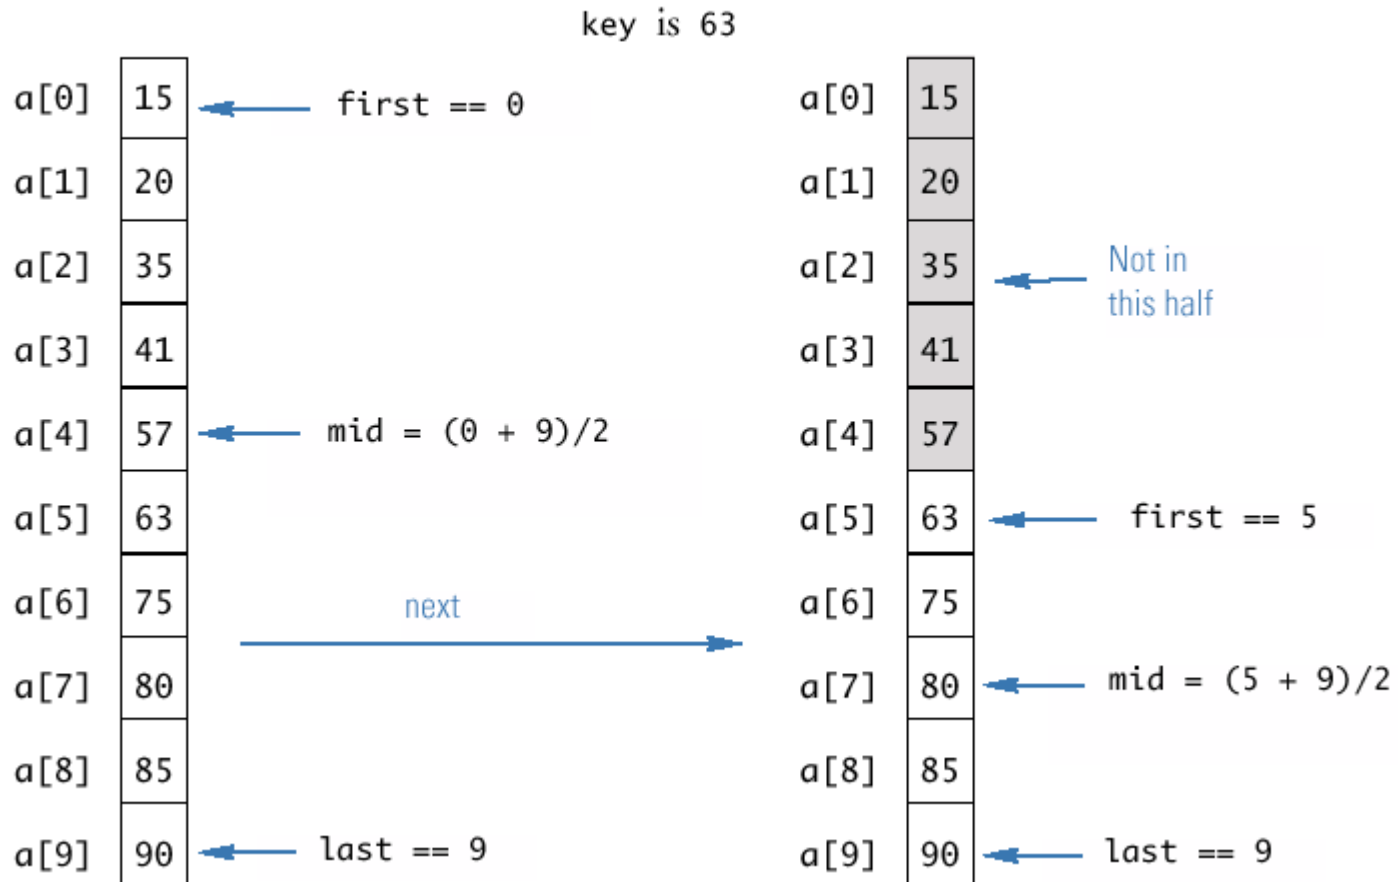 key is 63
a[0] 15 first == 0
a[1] 20
a[2] 35
a[3] 41
a[4] 57 mid = (0 + 9)/2
a[5] 63
a[6] 75
a[7] 80
a[8] 85
a[9] 90 last == 9
next
a[0] 15
a[1] 20
a[2] 35 Not in
this half
a[3] 41
a[4] 57
a[5] 63 first == 5
a[6] 75
a[7] 80 mid = (5 + 9)/2
a[8] 85
a[9] 90 last == 9